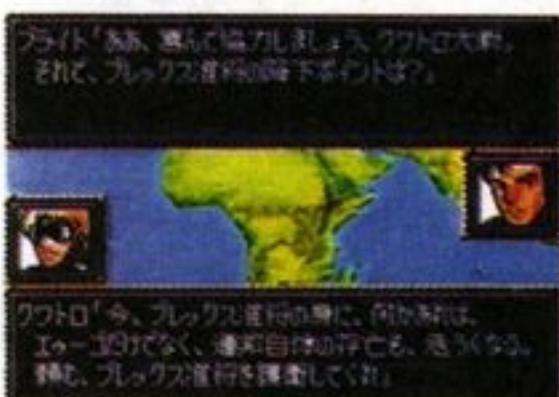 ブライト「ああ、喜んで協力しましょう、クワトロ大尉。
それで、ブレックス准将の降下ポイントは?」
クワトロ「今、ブレックス准将の身に、何かあれば、
エゥーゴだけでなく、連邦自体の存亡も、危うくなる。
頼む、ブレックス准将を護衛してくれ」